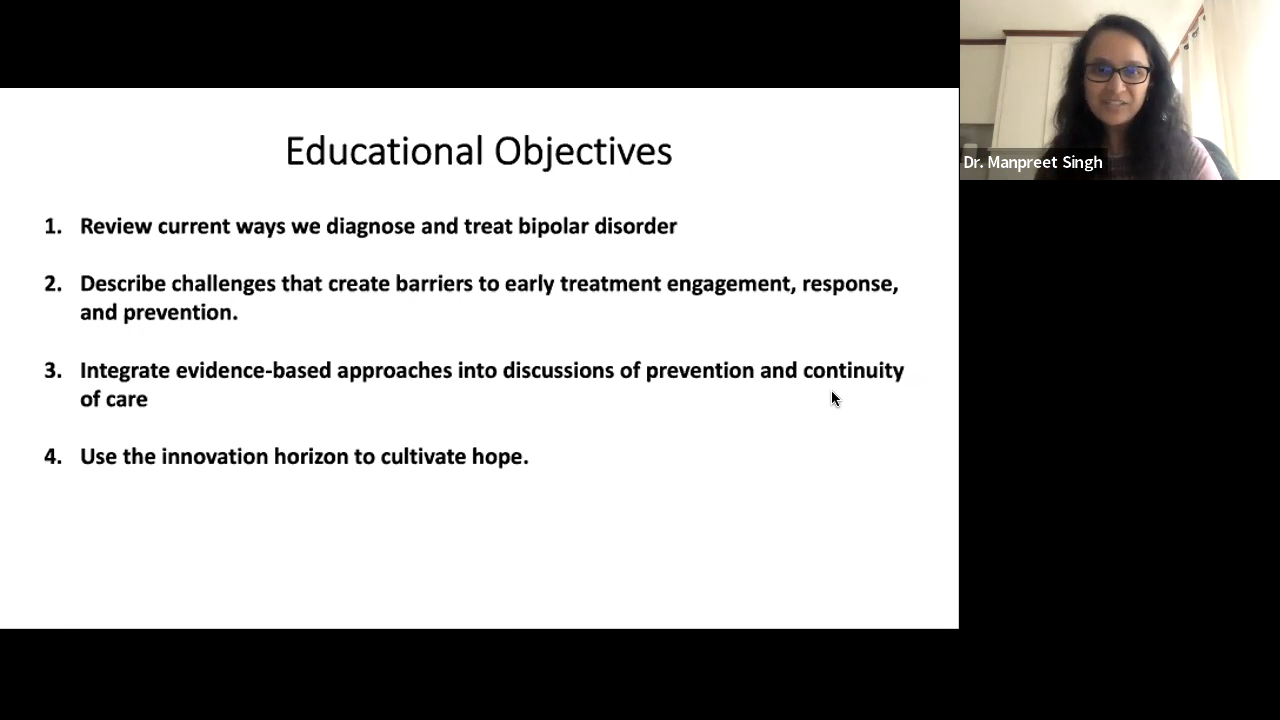 Educational Objectives
1. Review current ways we diagnose and treat bipolar disorder
2. Describe challenges that create barriers to early treatment engagement, response,
and prevention.
3. Integrate evidence-based approaches into discussions of prevention and continuity
of care
4. Use the innovation horizon to cultivate hope.
Dr. Manpreet Singh